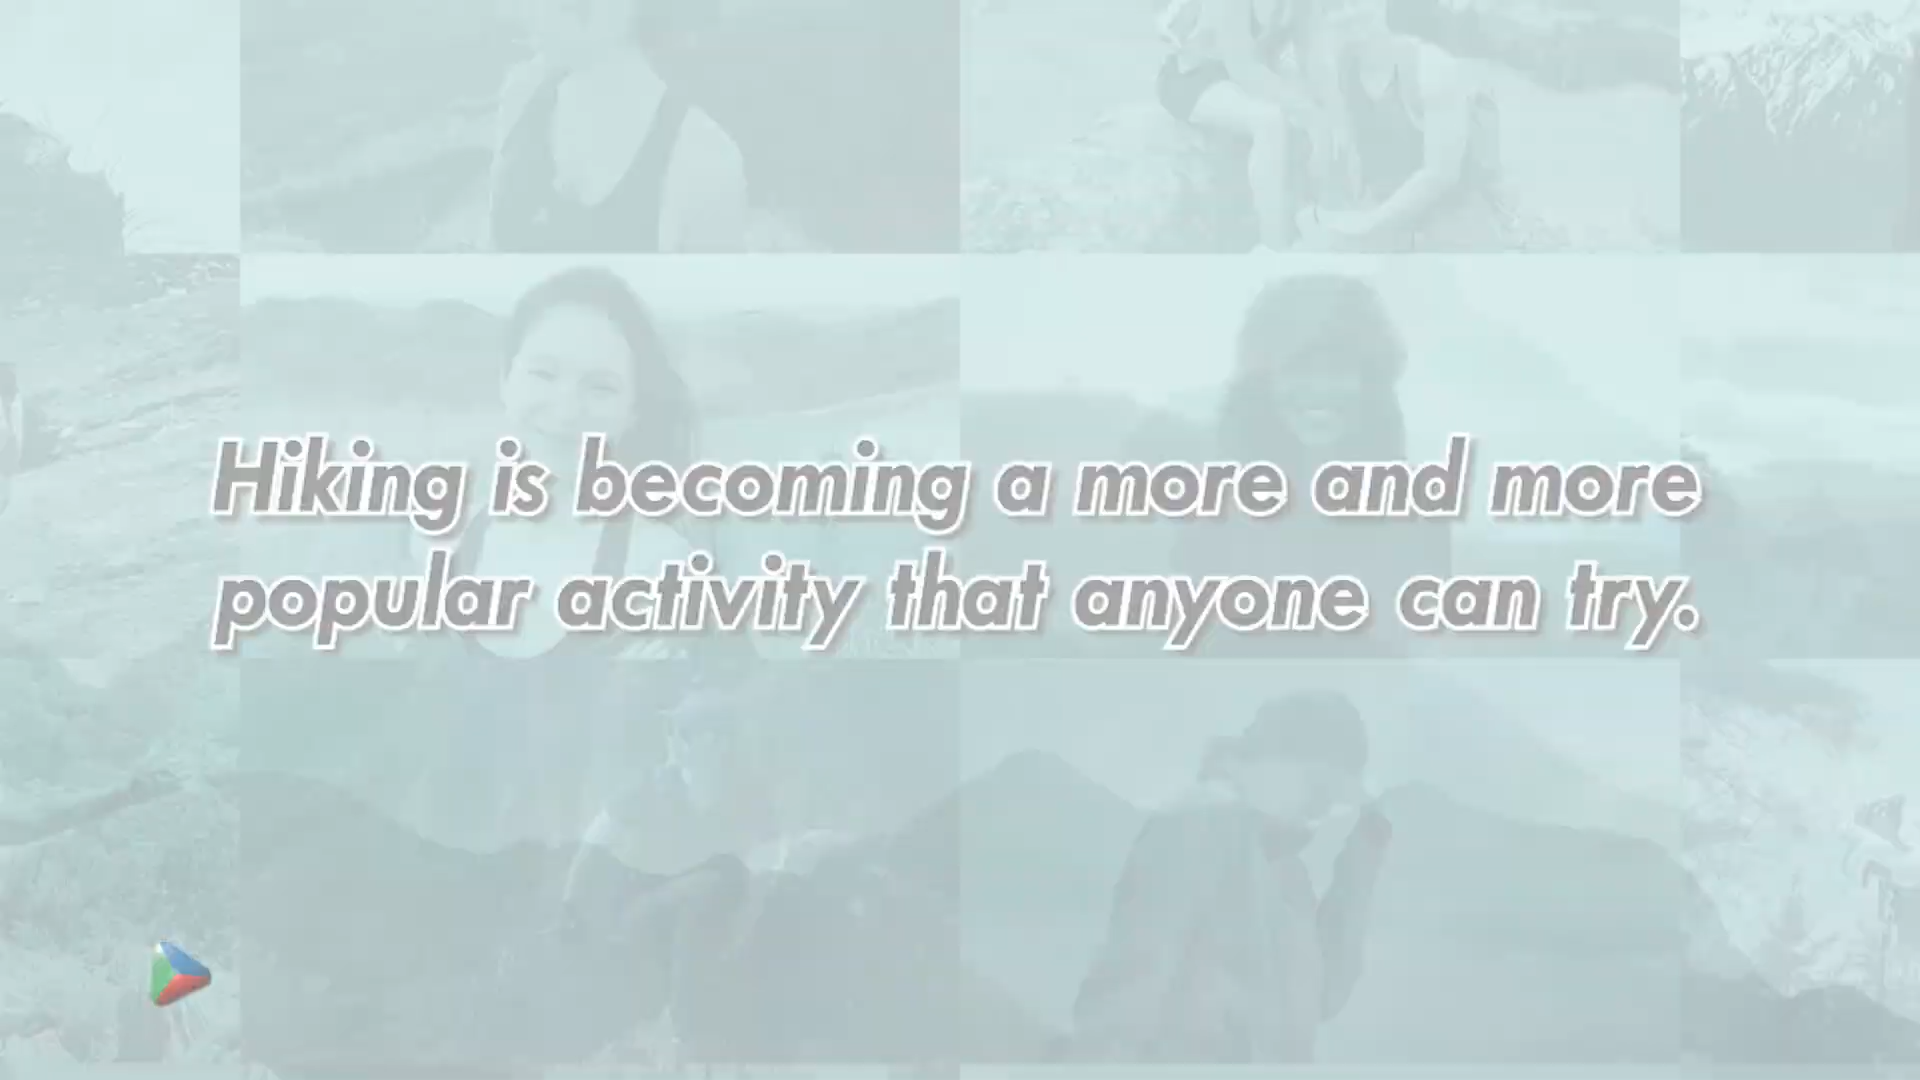 Hiking is becoming a more and more
popular activity that anyone can try.